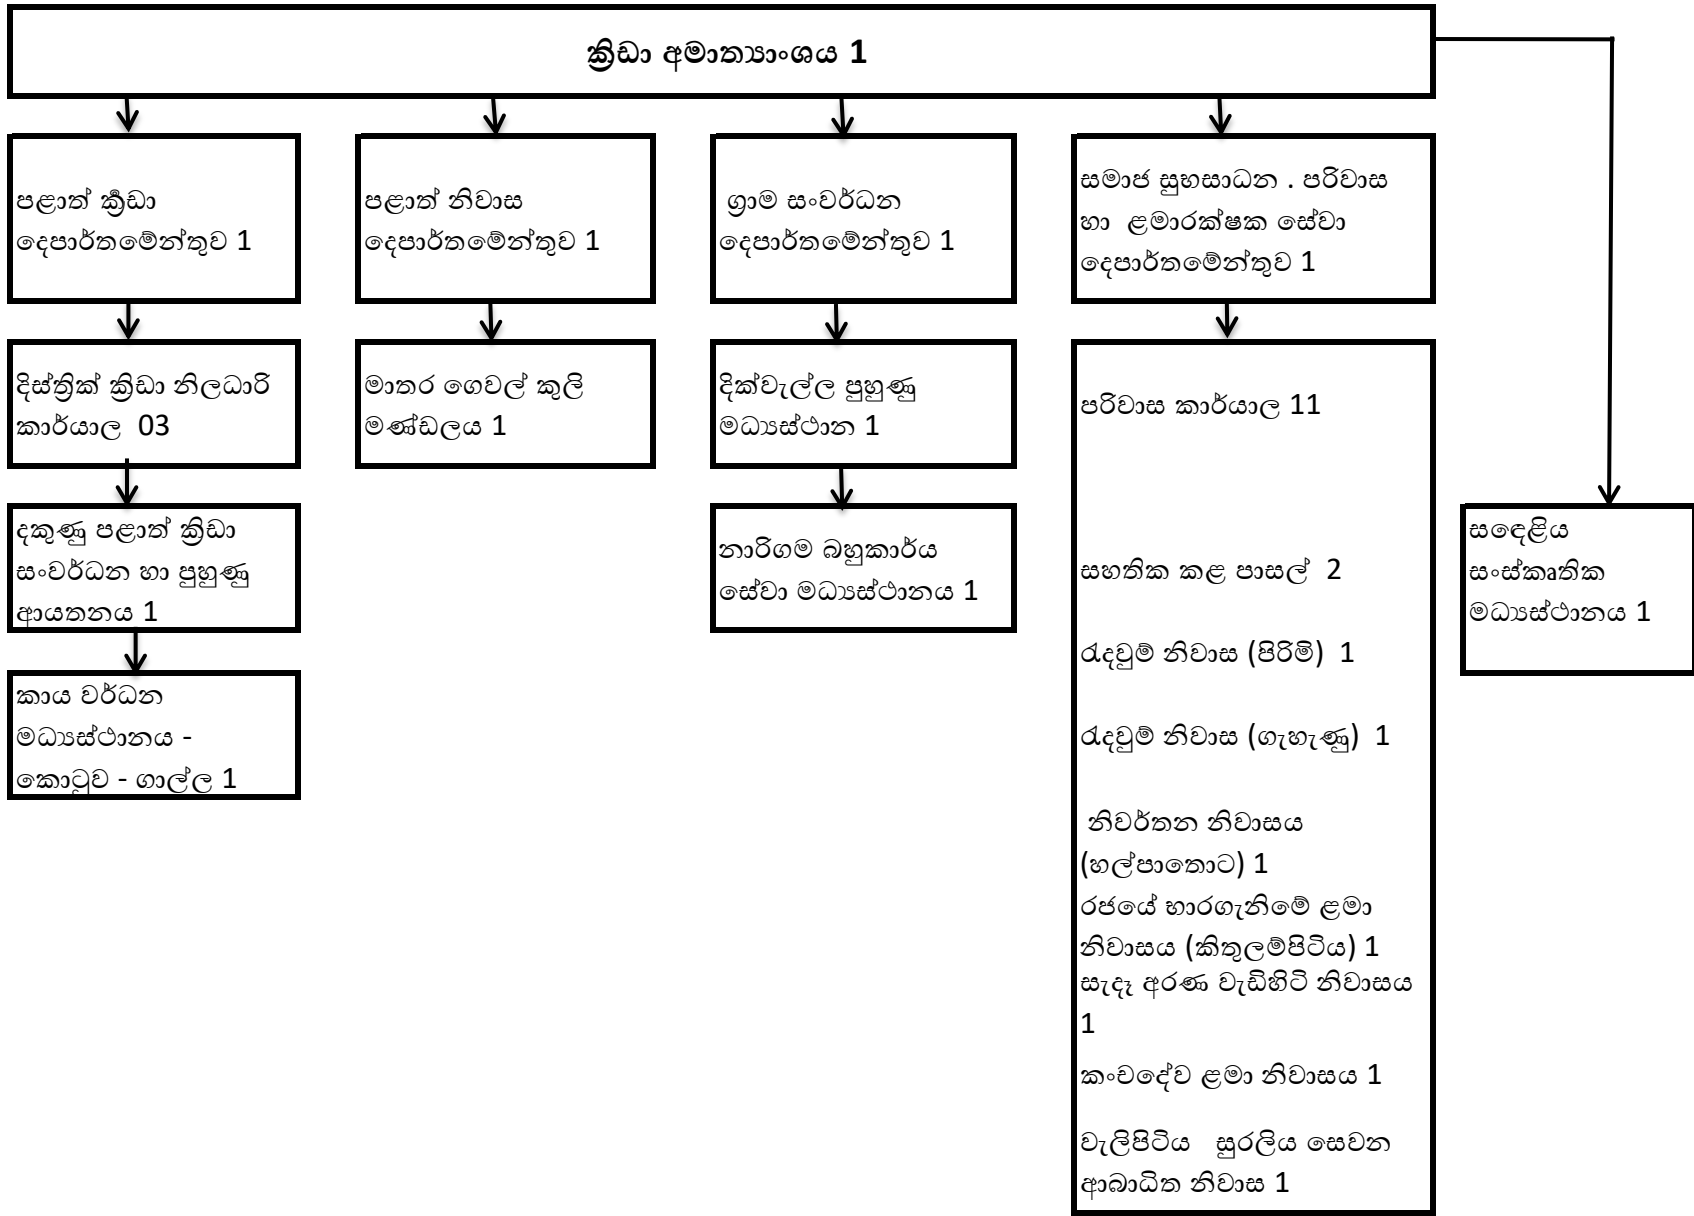 ක්‍රිඩා අමාත්‍යාංශය 1
පළාත් ක්‍රීඩා
දෙපාර්තමේන්තුව 1
පළාත් නිවාස
දෙපාර්තමේන්තුව 1
ග්‍රාම සංවර්ධන
දෙපාර්තමේන්තුව 1
සමාජ සුභසාධන . පරිවාස
හා ළමාරක්ෂක සේවා
දෙපාර්තමේන්තුව 1
දිස්ත්‍රික් ක්‍රිඩා නිලධාරි
කාර්යාල 03
මාතර ගෙවල් කුලි
මණ්ඩලය 1
දික්වැල්ල පුහුණු
මධ්‍යස්ථාන 1
පරිවාස කාර්යාල 11
සහතික කළ පාසල් 2
රැඳවුම් නිවාස (පිරිමි) 1
රැඳවුම් නිවාස (ගැහැණු) 1
නිවර්තන නිවාසය
(හල්පාතොට) 1
රජයේ භාරගැනිමේ ළමා
නිවාසය (කිතුලම්පිටිය) 1
සැඳෑ අරණ වැඩිහිටි නිවාසය
1
කංචදේව ළමා නිවාසය 1
වැලිපිටිය සුරලිය සෙවන
ආබාධිත නිවාස 1
දකුණු පළාත් ක්‍රිඩා
සංවර්ධන හා පුහුණු
ආයතනය 1
නාරිගම බහුකාර්ය
සේවා මධ්‍යස්ථානය 1
සඳෙළිය
සංස්කෘතික
මධ්‍යස්ථානය 1
කාය වර්ධන
මධ්‍යස්ථානය -
කොටුව - ගාල්ල 1